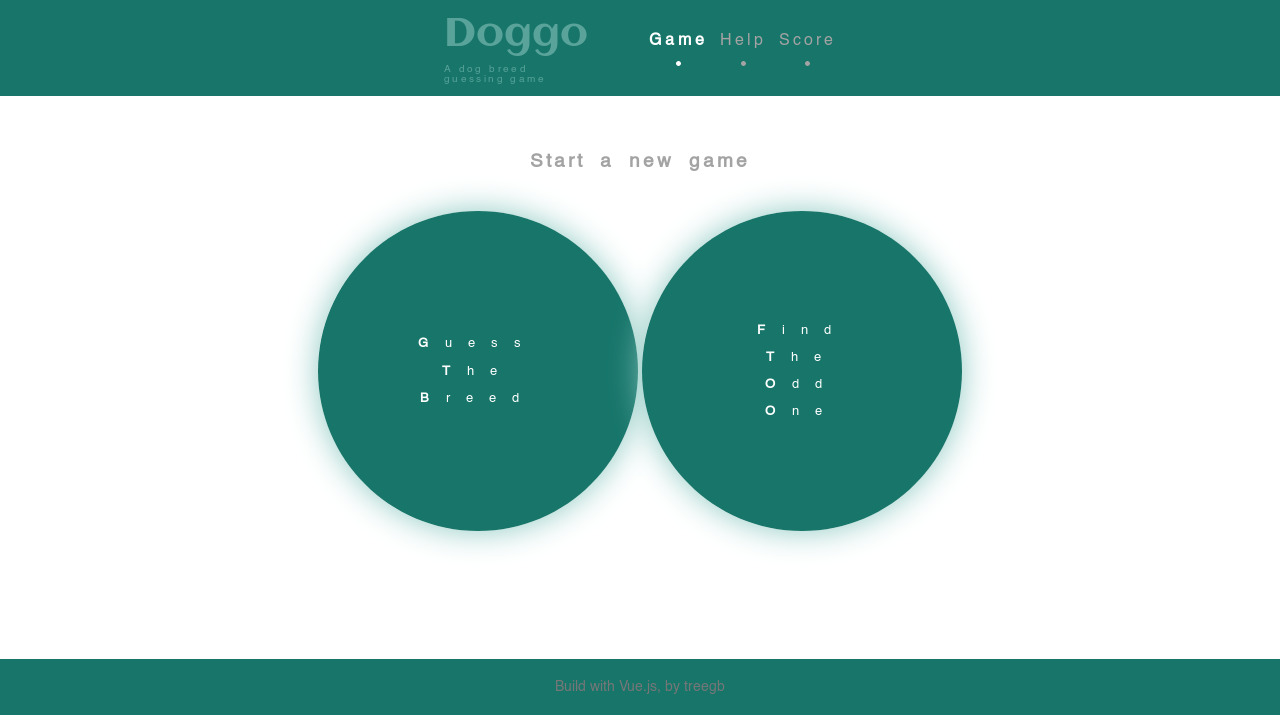 Doggo
A dog breed
guessing game
Game Help Score
Start a new game
Guess
The
Breed
Find
The
Odd
One
Build with Vue.js, by treegb